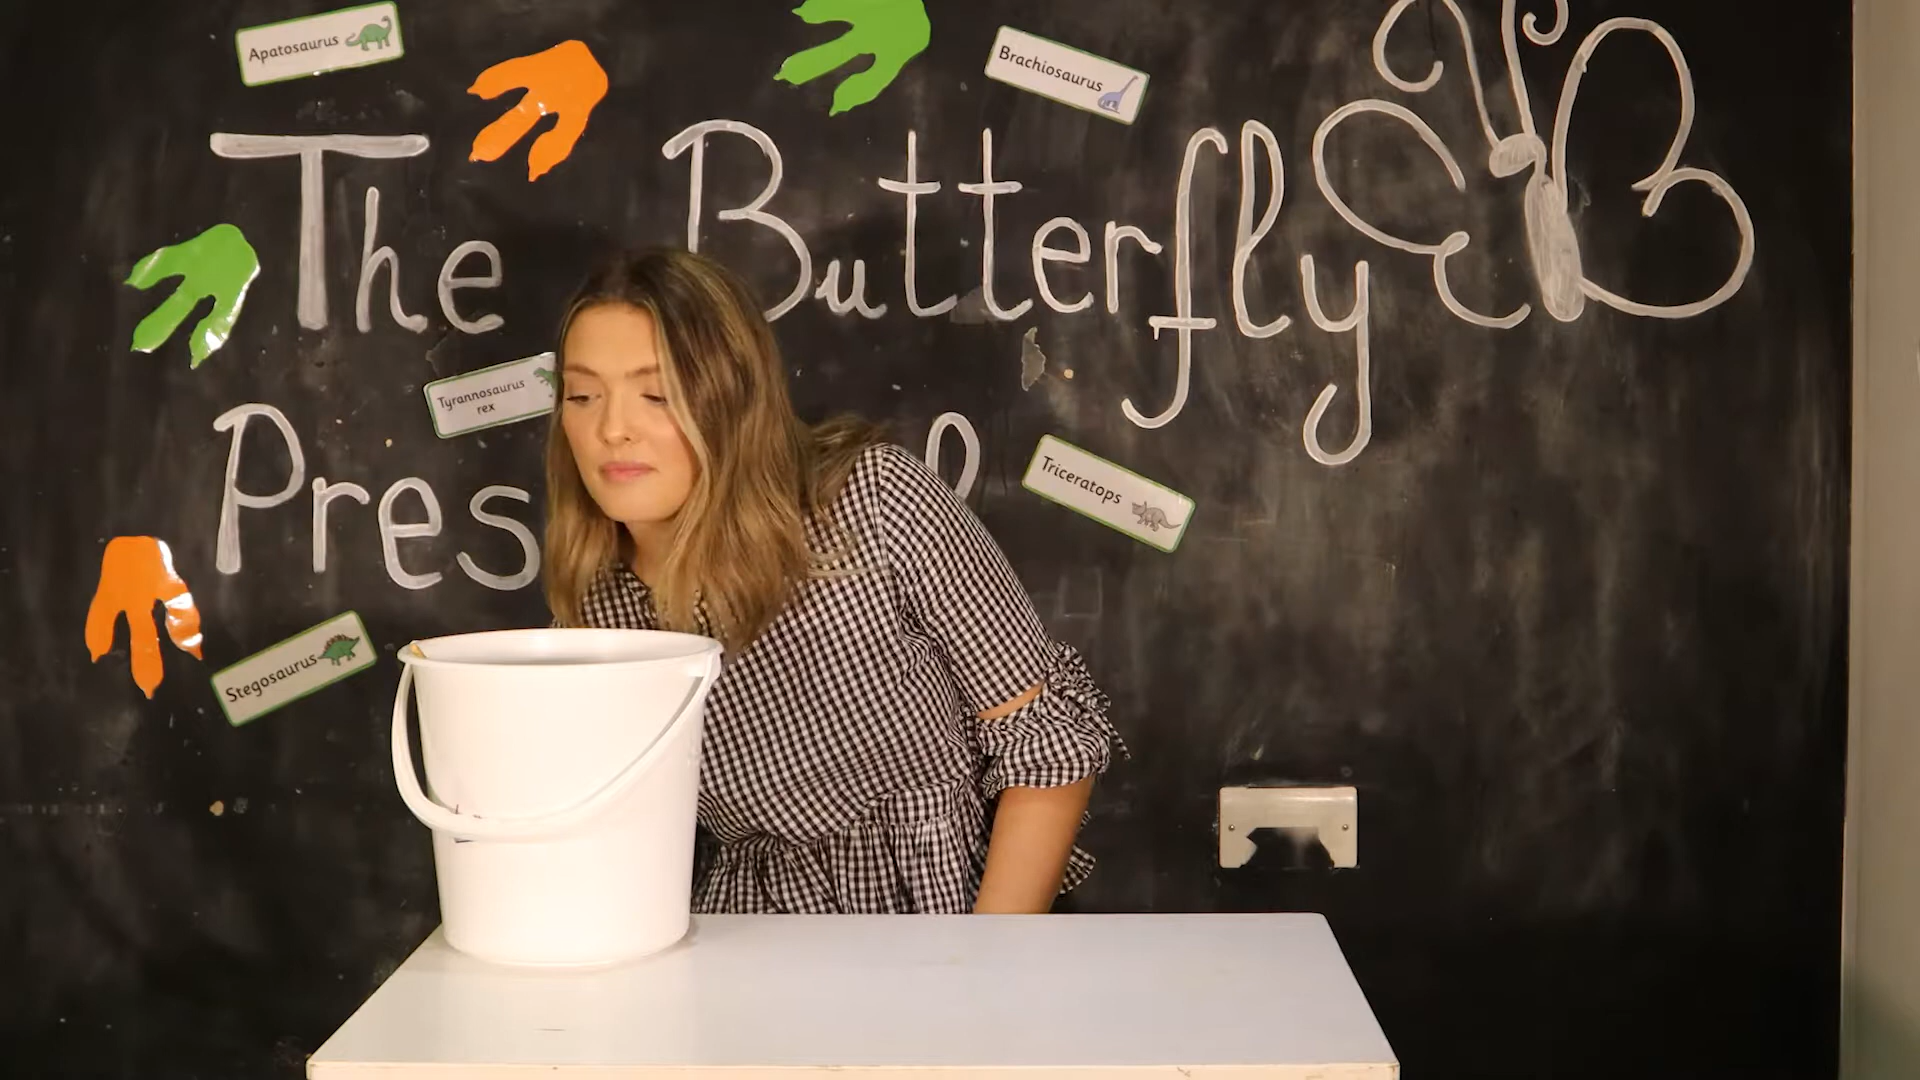 Apatosaurus
Brachiosaurus
The Butterfly
Tyrannosaurus
rex
Pres l
Triceratops
Stegosaurus